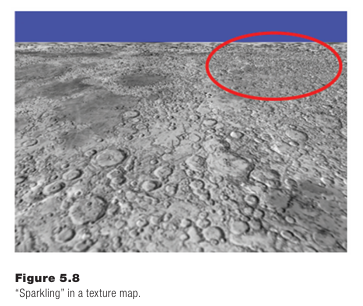 Figure 5.8
“Sparkling” in a texture map.